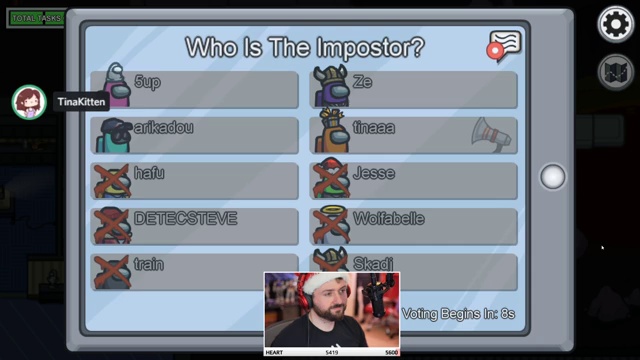 TOTAL TASKS
Who Is The Impostor?
TinaKitten
5up
Ze
arikadou
tinaaa
hafu
Jesse
DETECSTEVE
Wolfabelle
train
Skadj
Voting Begins In: 8s
HEART 5419 5600